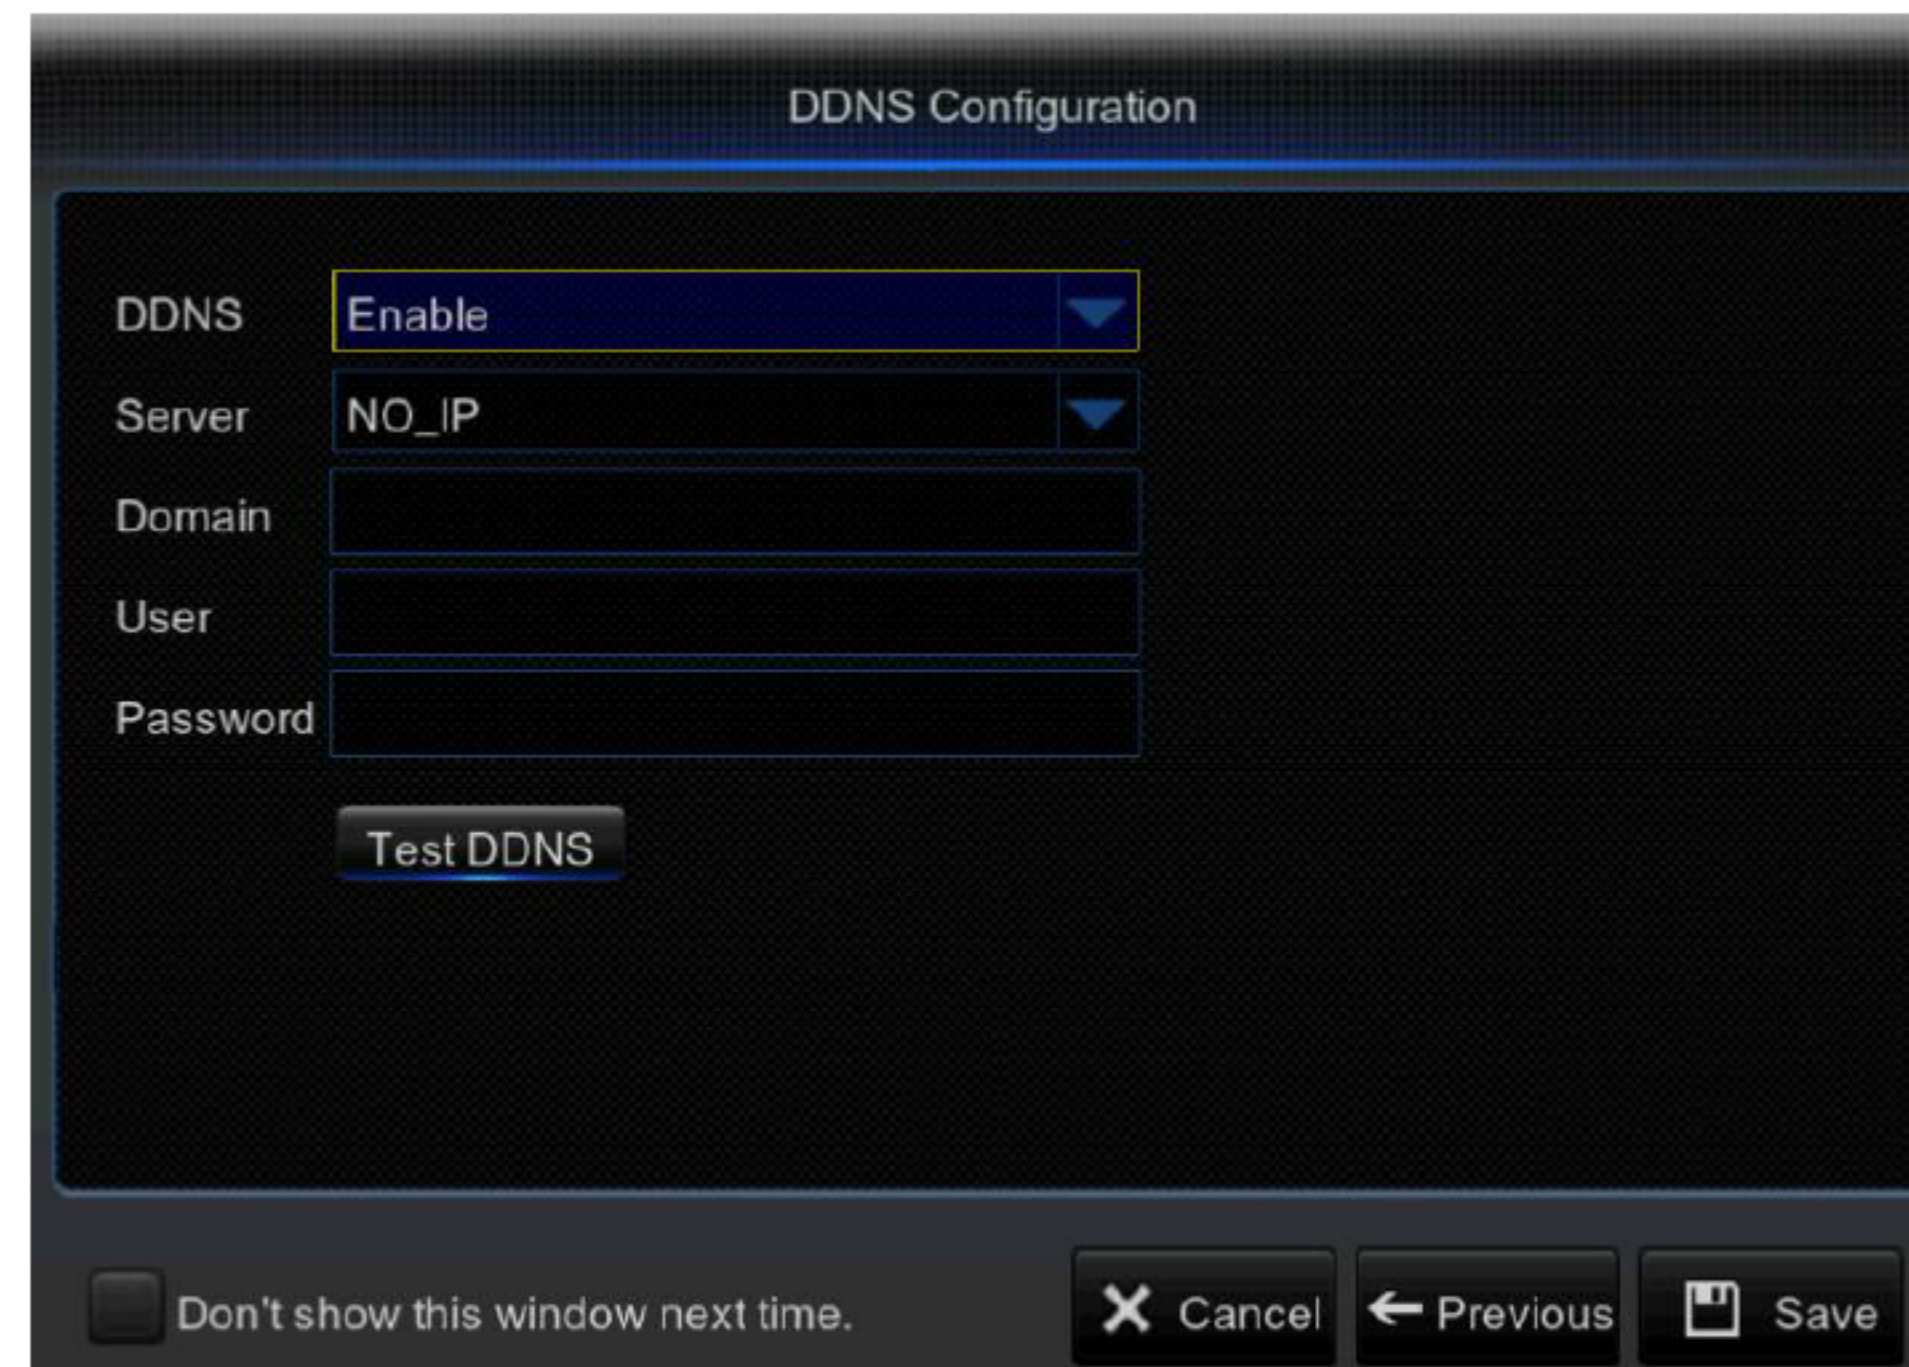 DDNS Configuration
DDNS Enable
Server NO_IP
Domain
User
Password
Test DDNS
Don't show this window next time. Cancel Previous Save